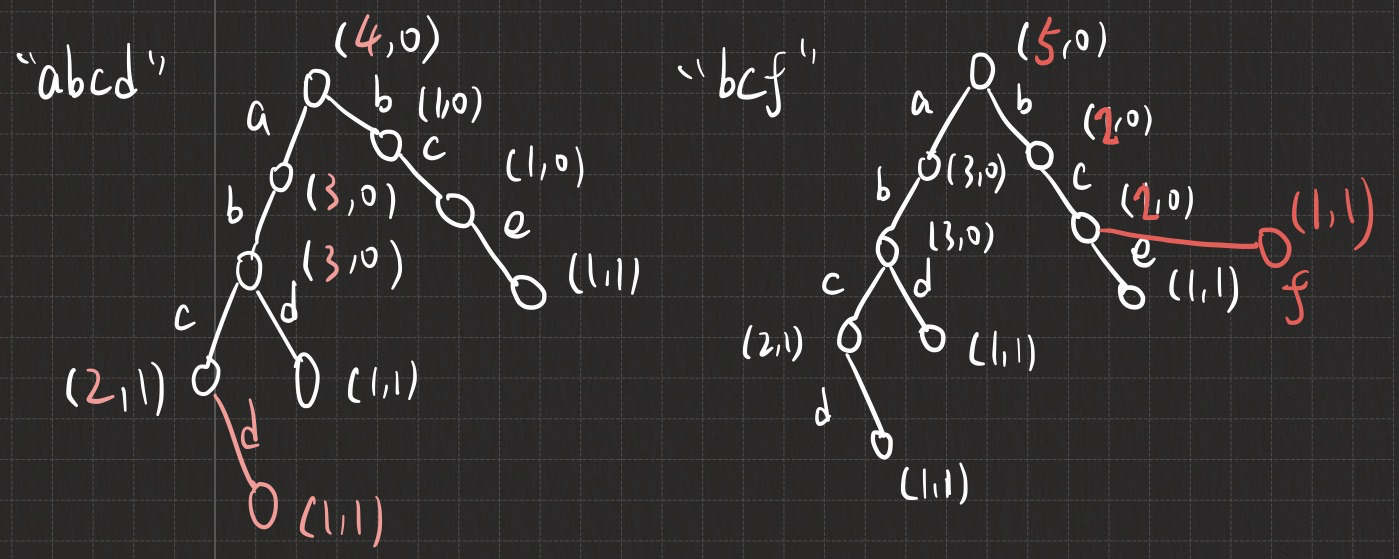 “abcd”
(4,0)
a
b
(1,0)
c
(1,0)
b
(3,0)
e
(3,0)
(1,1)
c
d
(2,1)
(1,1)
d
(1,1)
“bcf”
(5,0)
a
b
(2,0)
b
(3,0)
c
(2,0)
(1,1)
(3,0)
e
(1,1)
f
c
d
(2,1)
(1,1)
d
(1,1)